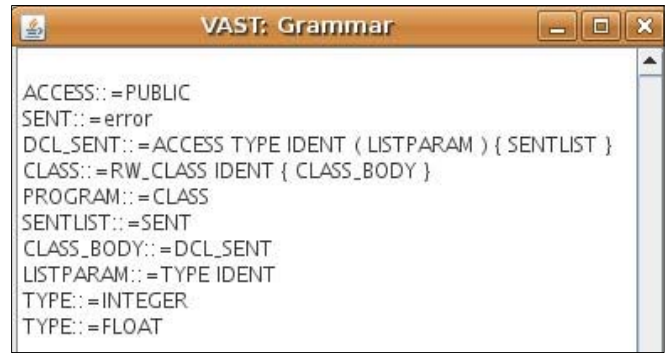 VAST: Grammar
ACCESS::=PUBLIC
SENT::=error
DCL_SENT::=ACCESS TYPE IDENT ( LISTPARAM ) { SENTLIST }
CLASS::=RW_CLASS IDENT { CLASS_BODY }
PROGRAM::=CLASS
SENTLIST::=SENT
CLASS_BODY::=DCL_SENT
LISTPARAM::=TYPE IDENT
TYPE::=INTEGER
TYPE::=FLOAT